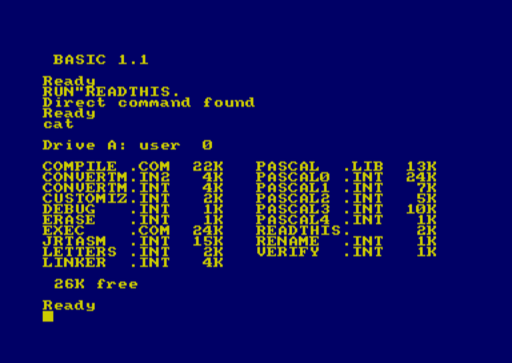 BASIC 1.1
Ready
RUN"READTHIS.
Direct command found
Ready
cat
Drive A: user  0
COMPILE .COM  22K   PASCAL  .LIB  13K
CONVERTM.IN2   4K   PASCAL0 .INT  24K
CONVERTM.INT   4K   PASCAL1 .INT   7K
CUSTOMIZ.INT   2K   PASCAL2 .INT   5K
DEBUG   .INT   1K   PASCAL3 .INT  10K
ERASE   .INT   1K   PASCAL4 .INT   1K
EXEC    .COM  24K   READTHIS.      2K
JRTASM  .INT  15K   RENAME  .INT   1K
LETTERS .INT   2K   VERIFY  .INT   1K
LINKER  .INT   4K
26K free
Ready